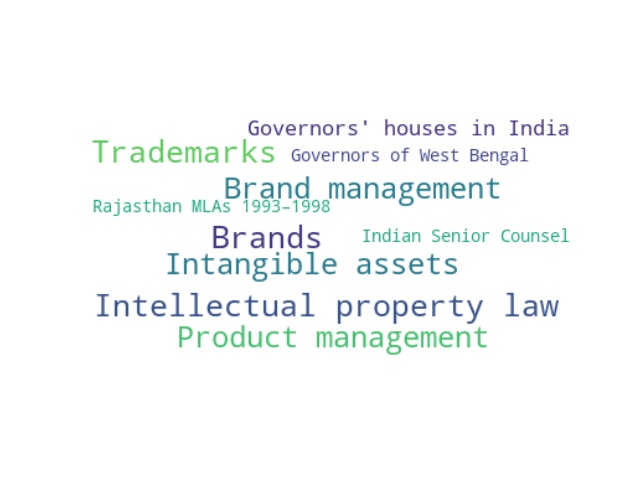 Governors' houses in India
Trademarks
Governors of West Bengal
Brand management
Rajasthan MLAs 1993–1998
Brands
Indian Senior Counsel
Intangible assets
Intellectual property law
Product management